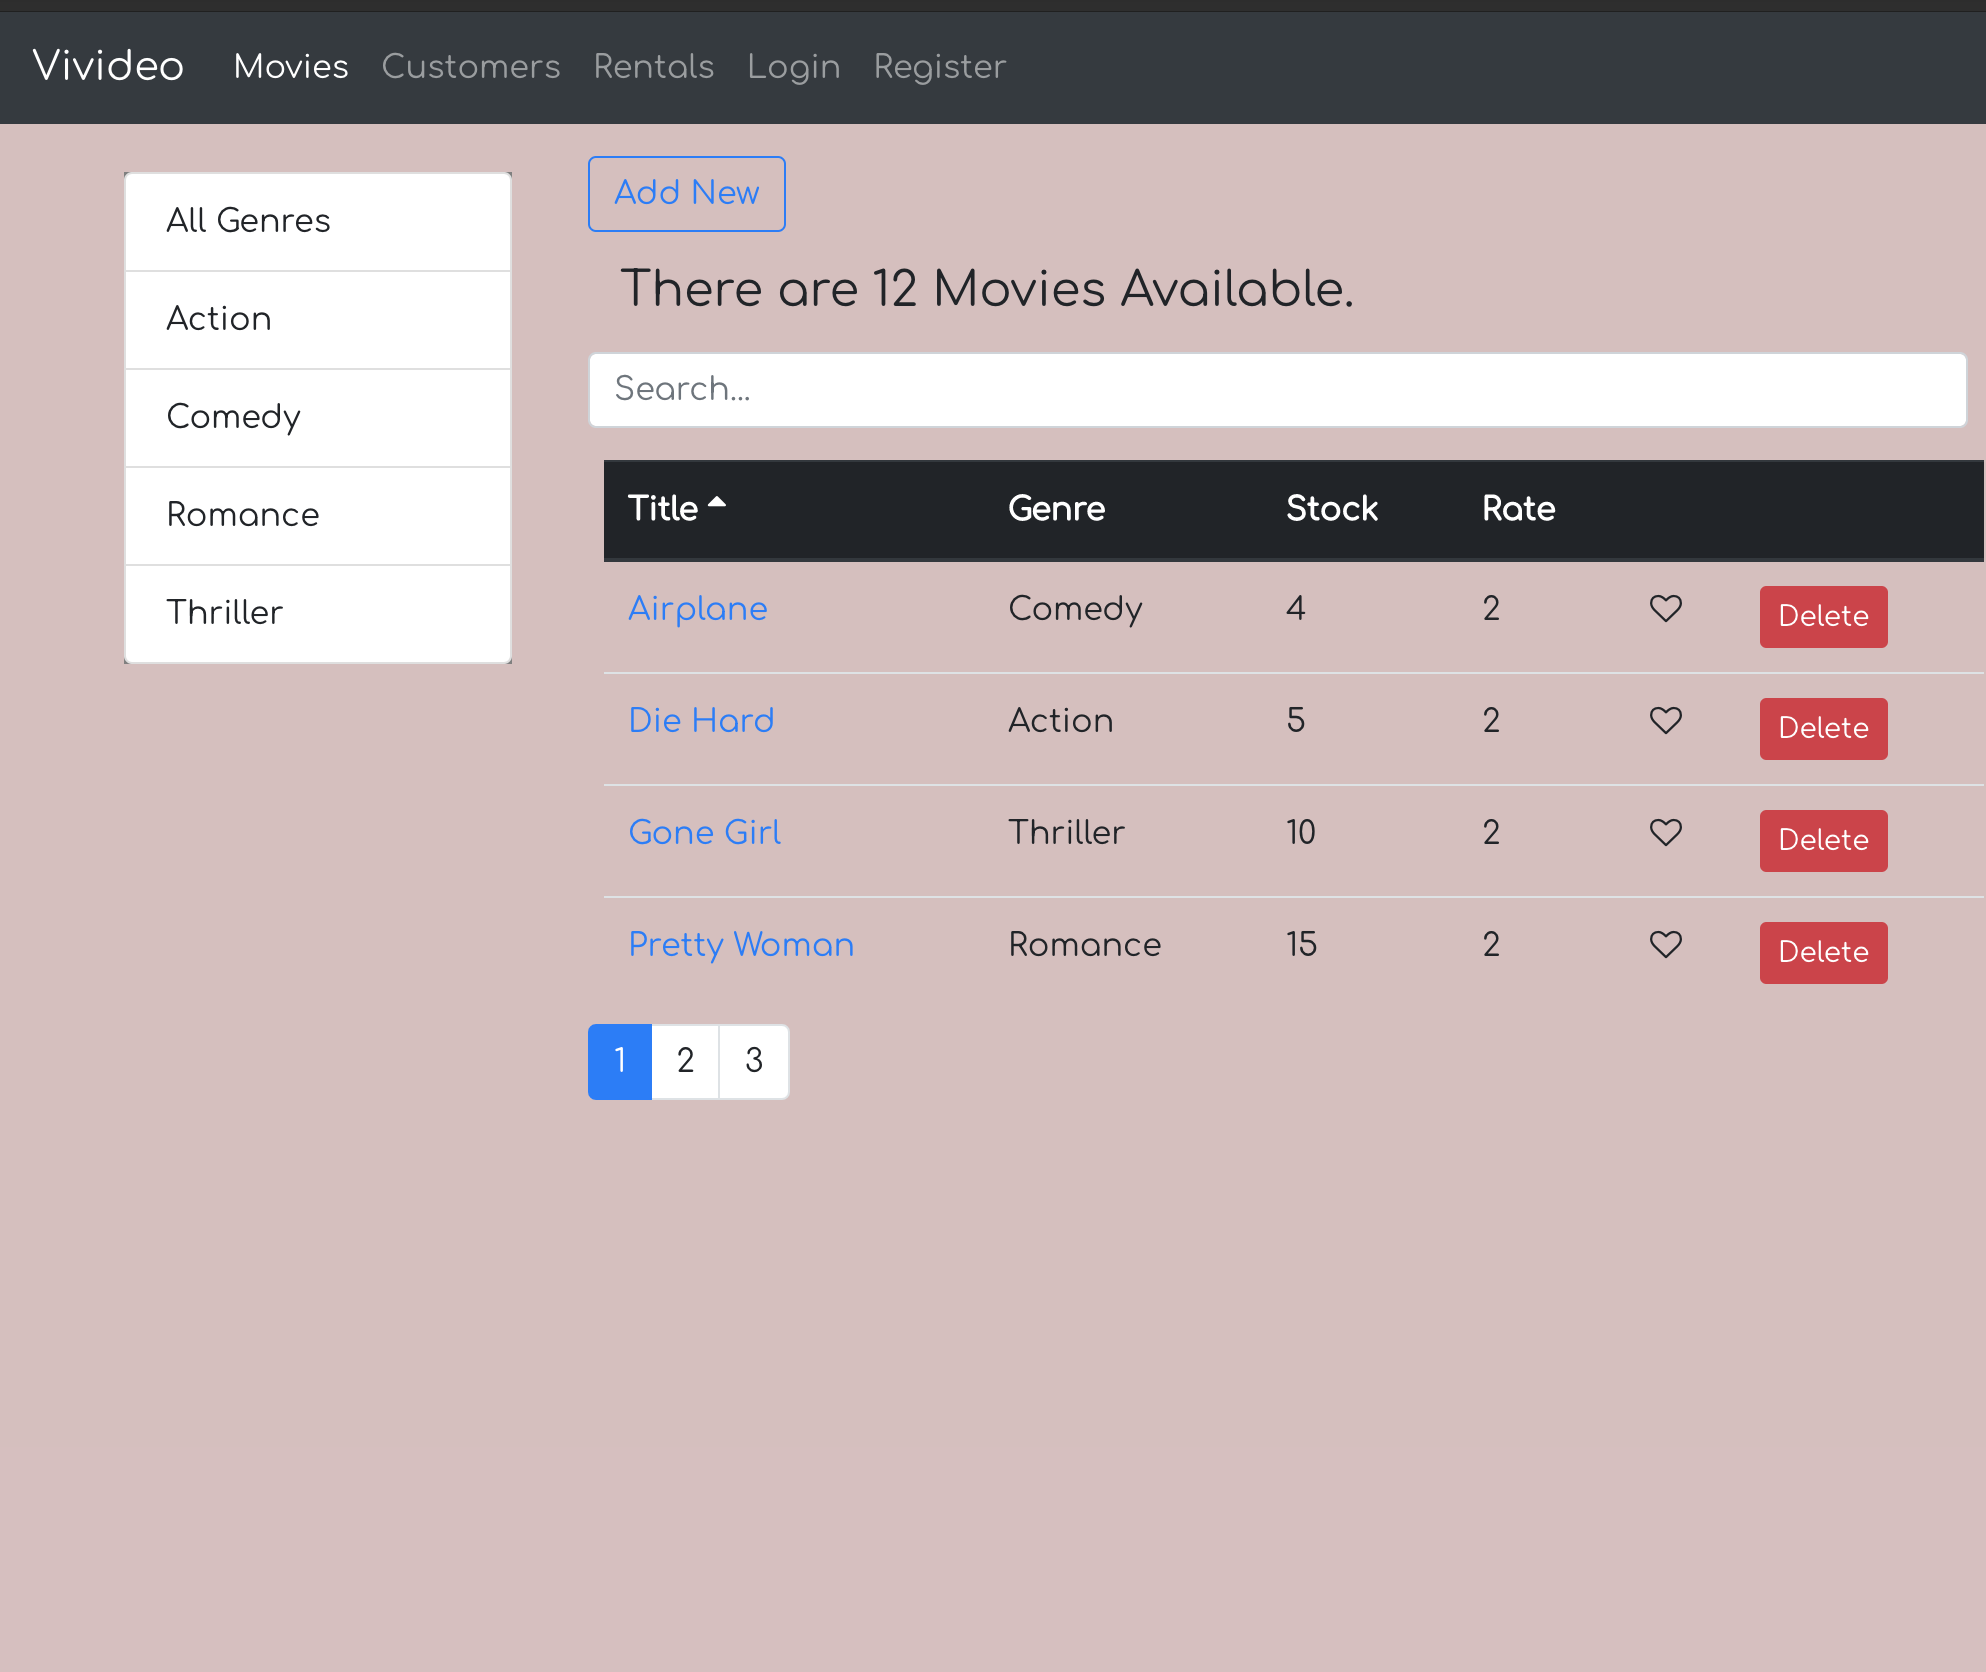 Vivideo Movies Customers Rentals Login Register
All Genres
Action
Comedy
Romance
Thriller
Add New
There are 12 Movies Available.
Search...
Title Genre Stock Rate
Airplane Comedy 4 2 Delete
Die Hard Action 5 2 Delete
Gone Girl Thriller 10 2 Delete
Pretty Woman Romance 15 2 Delete
1 2 3